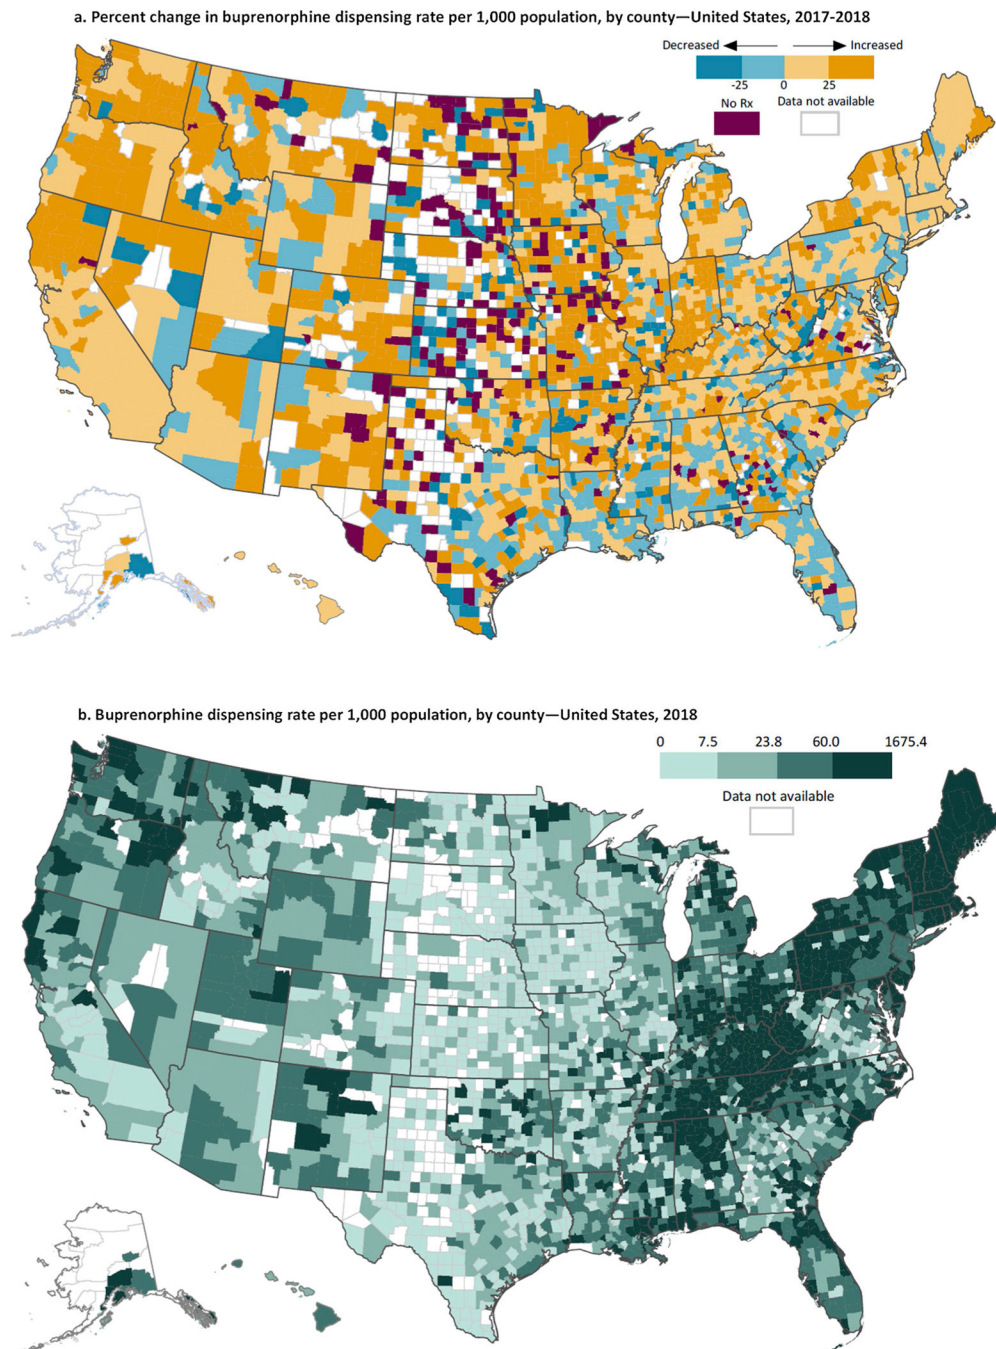 a. Percent change in buprenorphine dispensing rate per 1,000 population, by county—United States, 2017-2018
Decreased Increased
-25 0 25
No Rx Data not available
b. Buprenorphine dispensing rate per 1,000 population, by county—United States, 2018
0 7.5 23.8 60.0 1675.4
Data not available